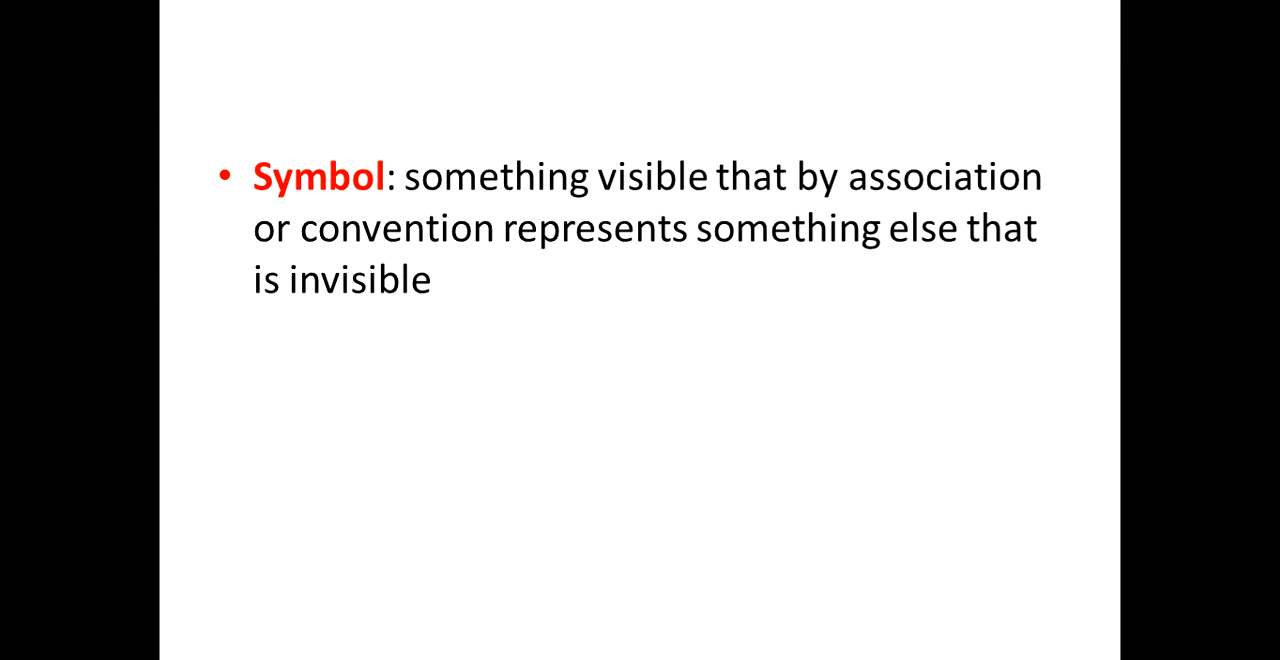 • Symbol: something visible that by association
or convention represents something else that
is invisible